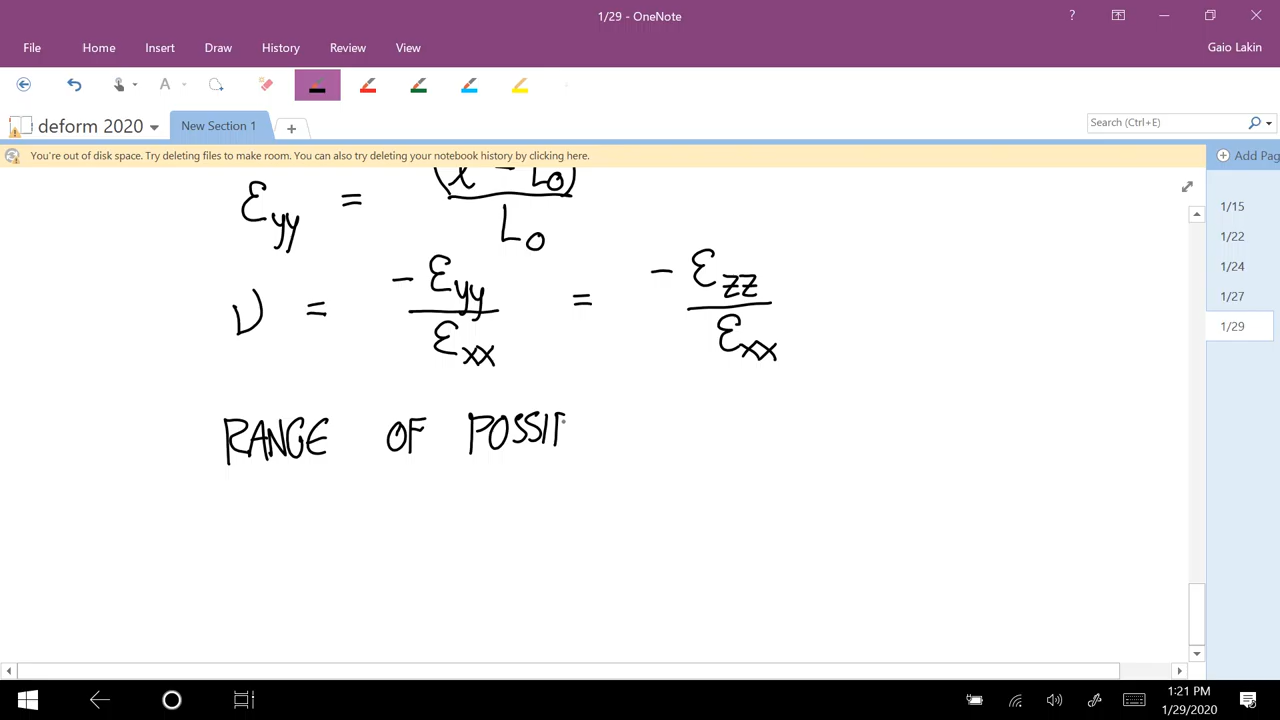 1/29 - OneNote
?
File Home Insert Draw History Review View Gaio Lakin
A
deform 2020 New Section 1 + Search (Ctrl+E)
You're out of disk space. Try deleting files to make room. You can also try deleting your notebook history by clicking here.
Add Pag
1/15
1/22
1/24
1/27
1/29
εyy = (l - L0) / L0
ν = -εyy / εxx = -εzz / εxx
RANGE OF POSSIP
1:21 PM
1/29/2020